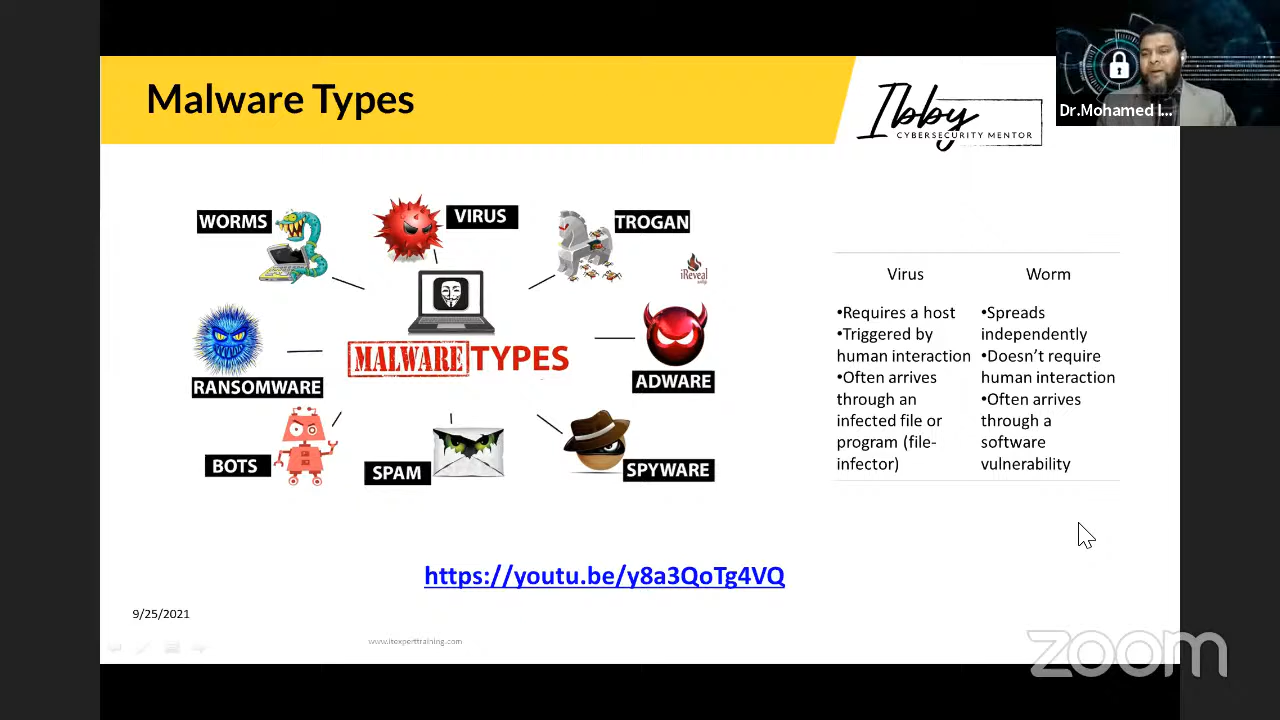 Malware Types
Ibby
CYBERSECURITY MENTOR
Dr.Mohamed I...
WORMS
VIRUS
TROGAN
iReveal
RANSOMWARE
MALWARE TYPES
ADWARE
BOTS
SPAM
SPYWARE
Virus
•Requires a host
•Triggered by
human interaction
•Often arrives
through an
infected file or
program (file-
infector)
Worm
•Spreads
independently
•Doesn't require
human interaction
•Often arrives
through a
software
vulnerability
https://youtu.be/y8a3QoTg4VQ
9/25/2021
www.itexperttraining.com
zoom